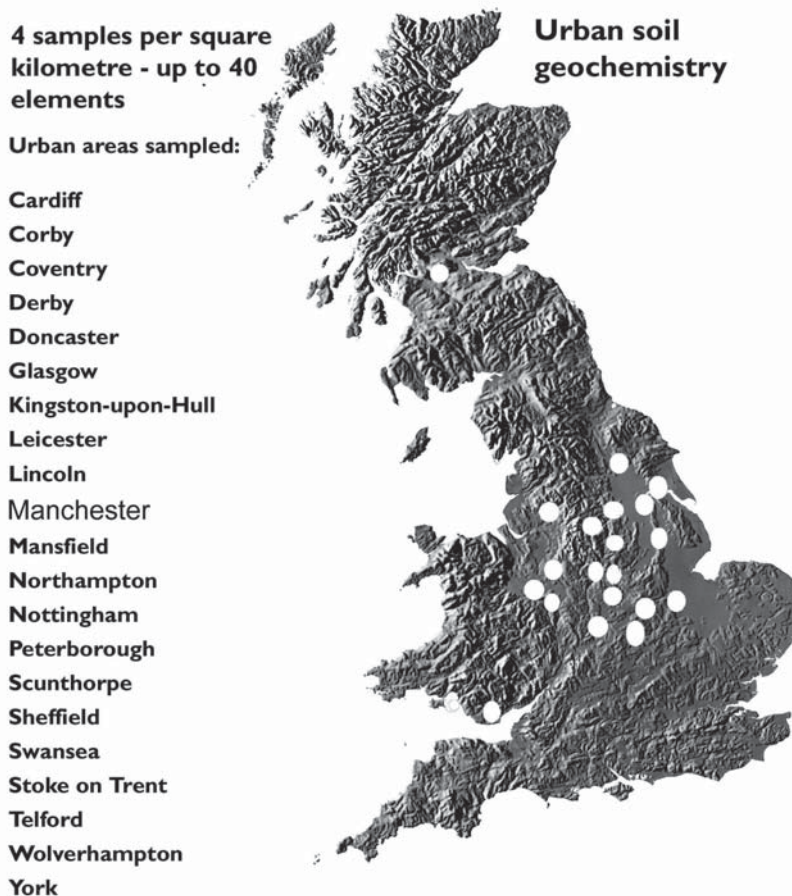 4 samples per square
kilometre - up to 40
elements
Urban soil
geochemistry
Urban areas sampled:
Cardiff
Corby
Coventry
Derby
Doncaster
Glasgow
Kingston-upon-Hull
Leicester
Lincoln
Manchester
Mansfield
Northampton
Nottingham
Peterborough
Scunthorpe
Sheffield
Swansea
Stoke on Trent
Telford
Wolverhampton
York